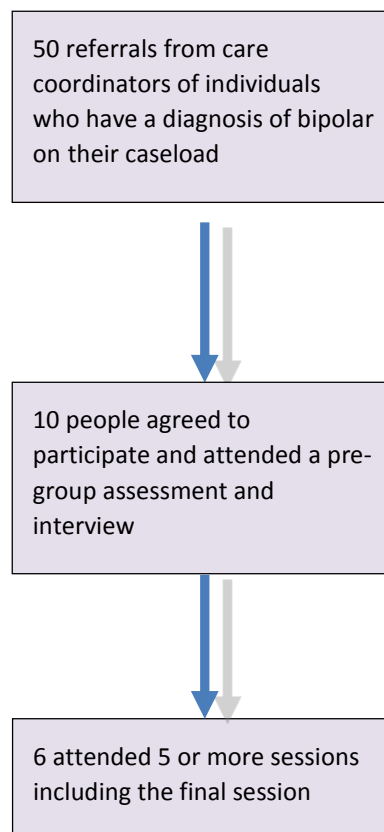 50 referrals from care
coordinators of individuals
who have a diagnosis of bipolar
on their caseload
10 people agreed to
participate and attended a pre-
group assessment and
interview
6 attended 5 or more sessions
including the final session